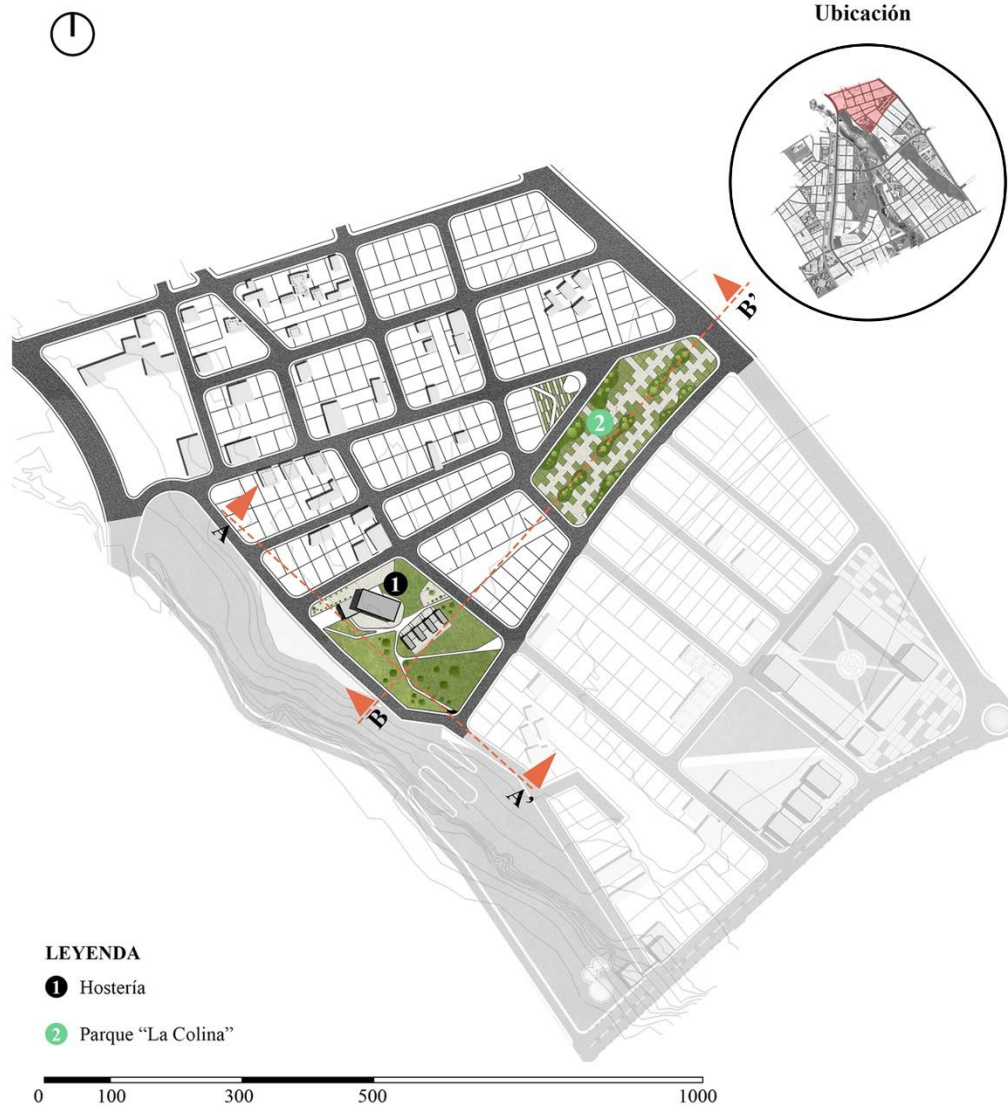 Ubicación
B'
2
A
1
B
A'
LEYENDA
1 Hostería
2 Parque “La Colina”
0 100 300 500 1000